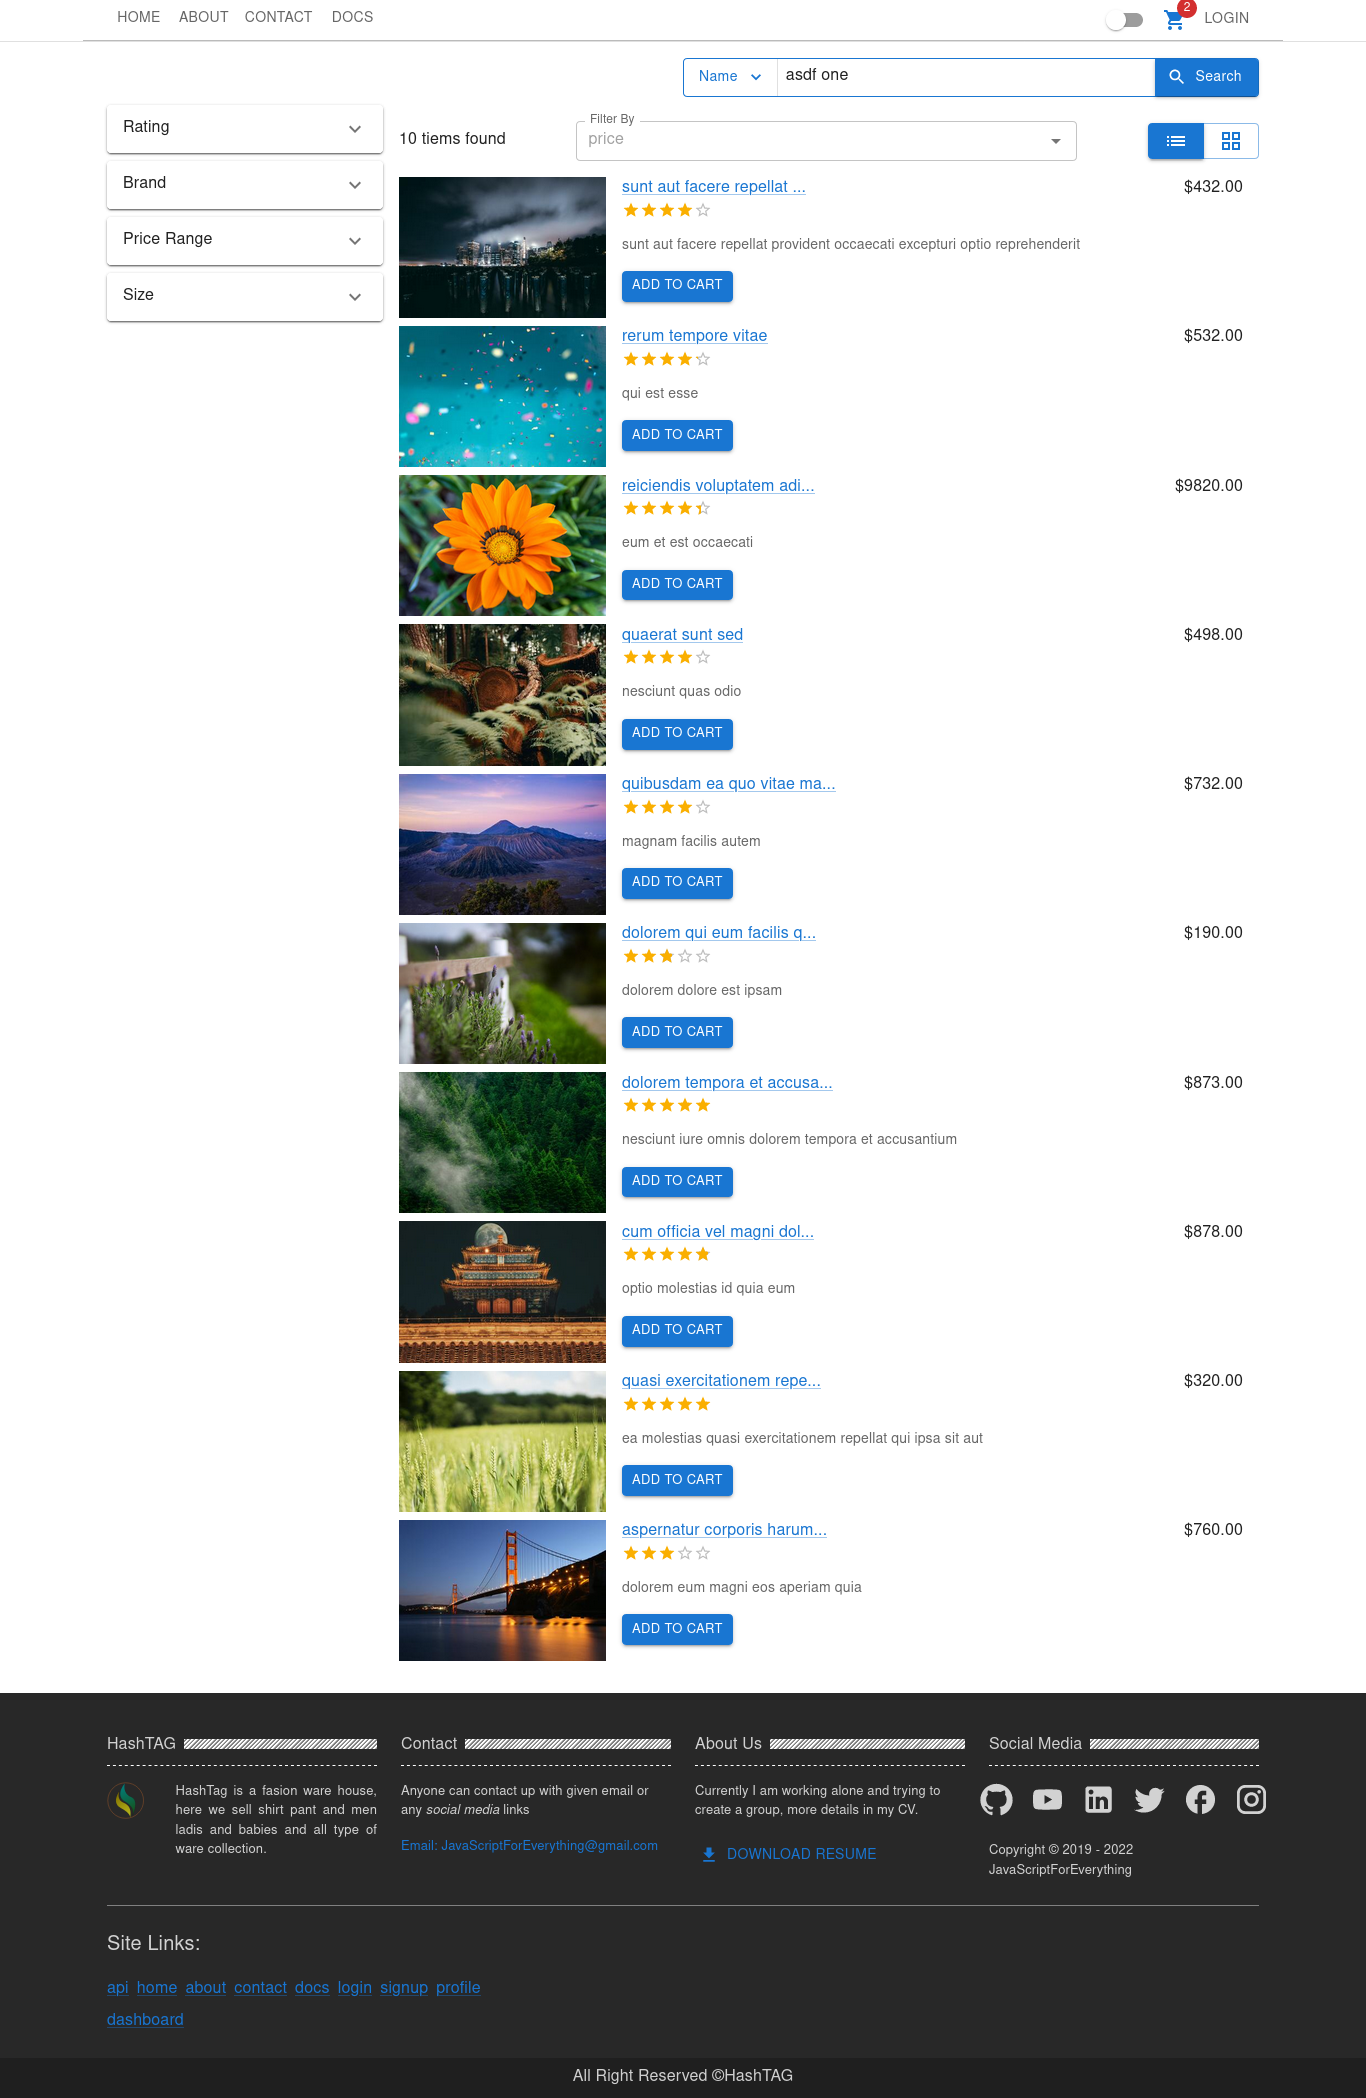 HOME ABOUT CONTACT DOCS 2 LOGIN
Name asdf one Search
Rating
Brand
Price Range
Size
10 tiems found
Filter By
price
sunt aut facere repellat ... $432.00
sunt aut facere repellat provident occaecati excepturi optio reprehenderit
ADD TO CART
rerum tempore vitae $532.00
qui est esse
ADD TO CART
reiciendis voluptatem adi... $9820.00
eum et est occaecati
ADD TO CART
quaerat sunt sed $498.00
nesciunt quas odio
ADD TO CART
quibusdam ea quo vitae ma... $732.00
magnam facilis autem
ADD TO CART
dolorem qui eum facilis q... $190.00
dolorem dolore est ipsam
ADD TO CART
dolorem tempora et accusa... $873.00
nesciunt iure omnis dolorem tempora et accusantium
ADD TO CART
cum officia vel magni dol... $878.00
optio molestias id quia eum
ADD TO CART
quasi exercitationem repe... $320.00
ea molestias quasi exercitationem repellat qui ipsa sit aut
ADD TO CART
aspernatur corporis harum... $760.00
dolorem eum magni eos aperiam quia
ADD TO CART
HashTAG
HashTag is a fasion ware house,
here we sell shirt pant and men
ladis and babies and all type of
ware collection.
Contact
Anyone can contact up with given email or
any social media links
Email: JavaScriptForEverything@gmail.com
About Us
Currently I am working alone and trying to
create a group, more details in my CV.
DOWNLOAD RESUME
Social Media
Copyright © 2019 - 2022
JavaScriptForEverything
Site Links:
api home about contact docs login signup profile
dashboard
All Right Reserved ©HashTAG